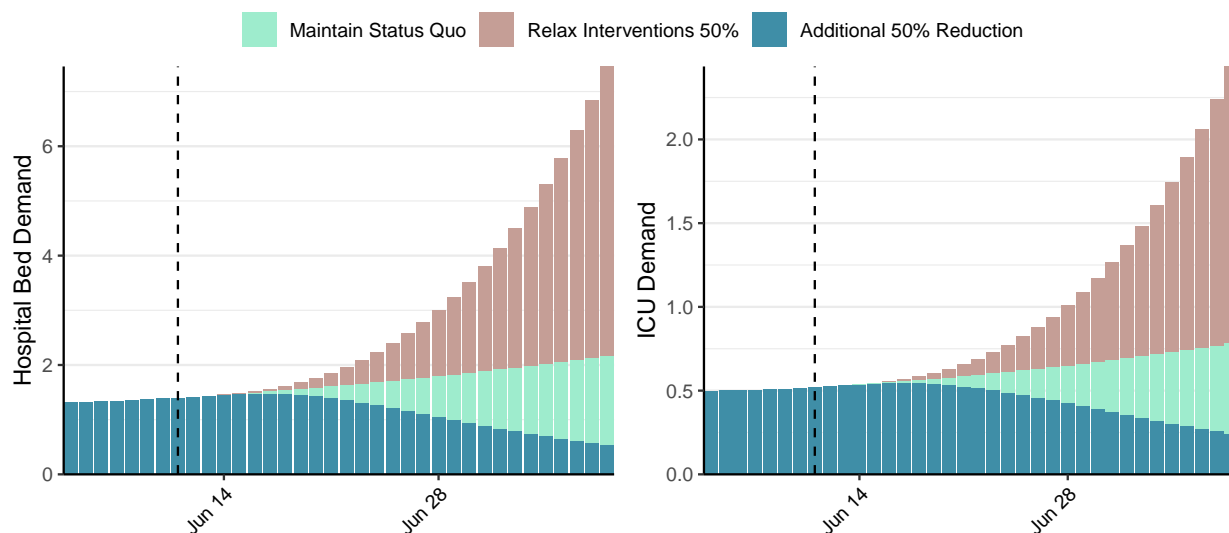 Maintain Status Quo Relax Interventions 50% Additional 50% Reduction
Hospital Bed Demand
6
4
2
0
Jun 14
Jun 28
ICU Demand
2.0
1.5
1.0
0.5
0.0
Jun 14
Jun 28